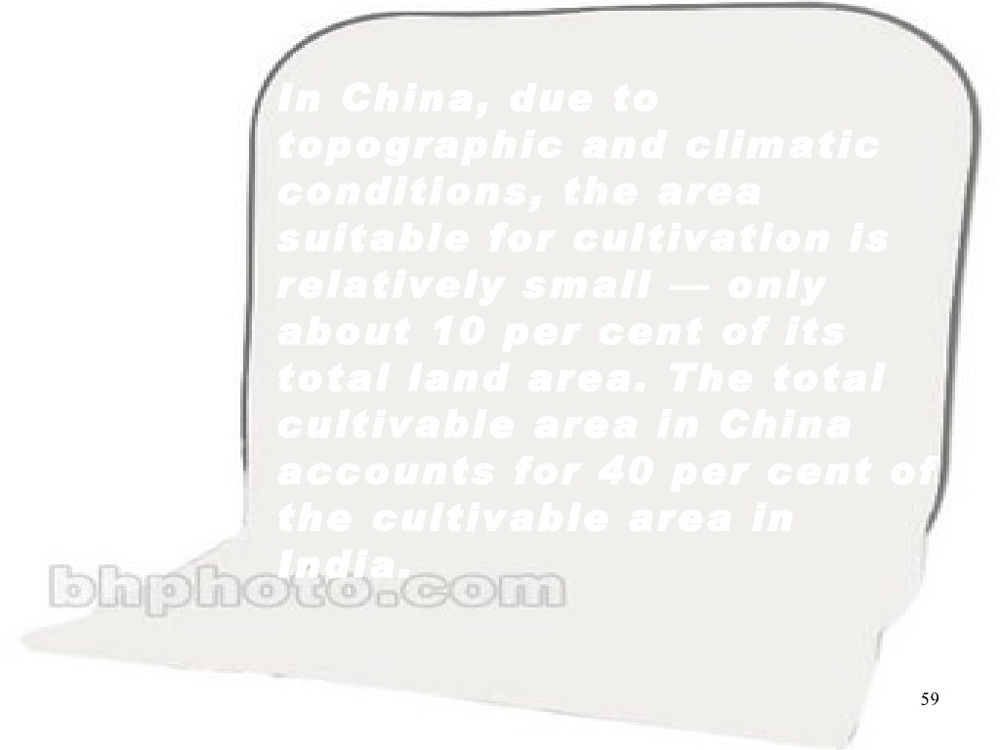 In China, due to
topographic and climatic
conditions, the area
suitable for cultivation is
relatively small — only
about 10 per cent of its
total land area. The total
cultivable area in China
accounts for 40 per cent of
the cultivable area in
India.
bhphoto.com
59